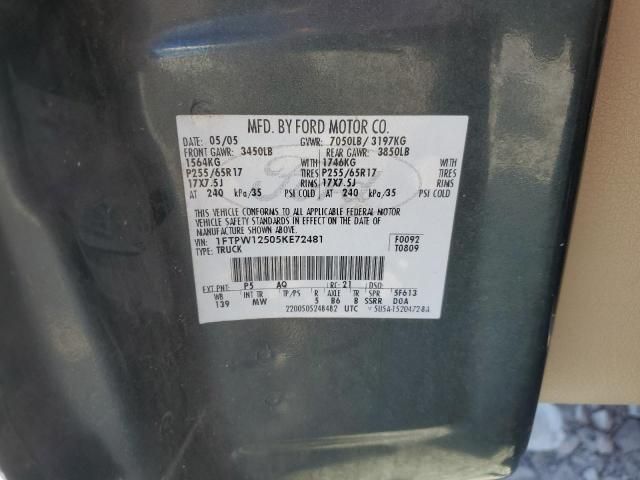 MFD. BY FORD MOTOR CO.
DATE: 05/05 GVWR: 7050LB/ 3197KG
FRONT GAWR: 3450LB REAR GAWR: 3850LB
1564KG WITH 1746KG WITH
P255/65R17 TIRES P255/65R17 TIRES
17X7.5J RIMS 17X7.5J RIMS
AT 240 kPa/35 PSI COLD AT 240 kPa/35 PSI COLD
THIS VEHICLE CONFORMS TO ALL APPLICABLE FEDERAL MOTOR
VEHICLE SAFETY STANDARDS IN EFFECT ON THE DATE OF
MANUFACTURE SHOWN ABOVE.
VIN: 1FTPW12505KE72481 F0092
TYPE: TRUCK T0809
EXT PNT: P5 AQ RC: 21 DSO:
WB INT TR TP/PS R AXLE TR SPR 5F613
139 MW 5 B6 B SSRR DOA
2200505248482 UTC
Ford